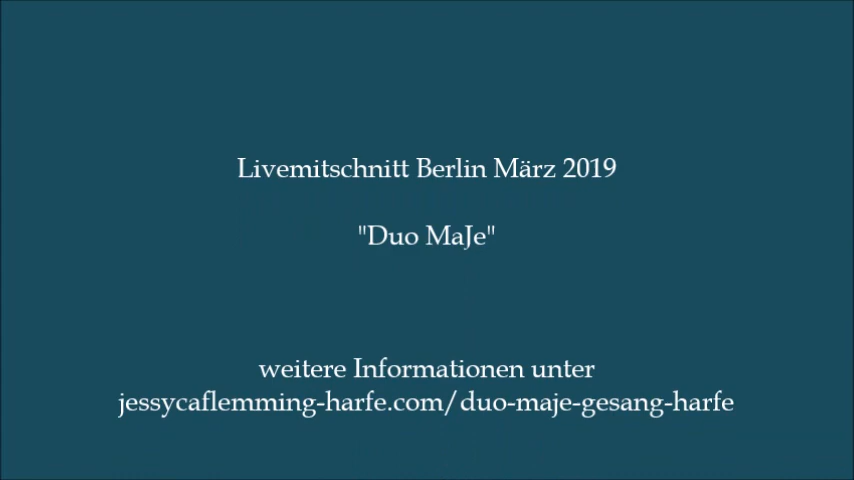 Livemitschnitt Berlin März 2019
"Duo MaJe"
weitere Informationen unter
jessycaflemming-harfe.com/duo-maje-gesang-harfe